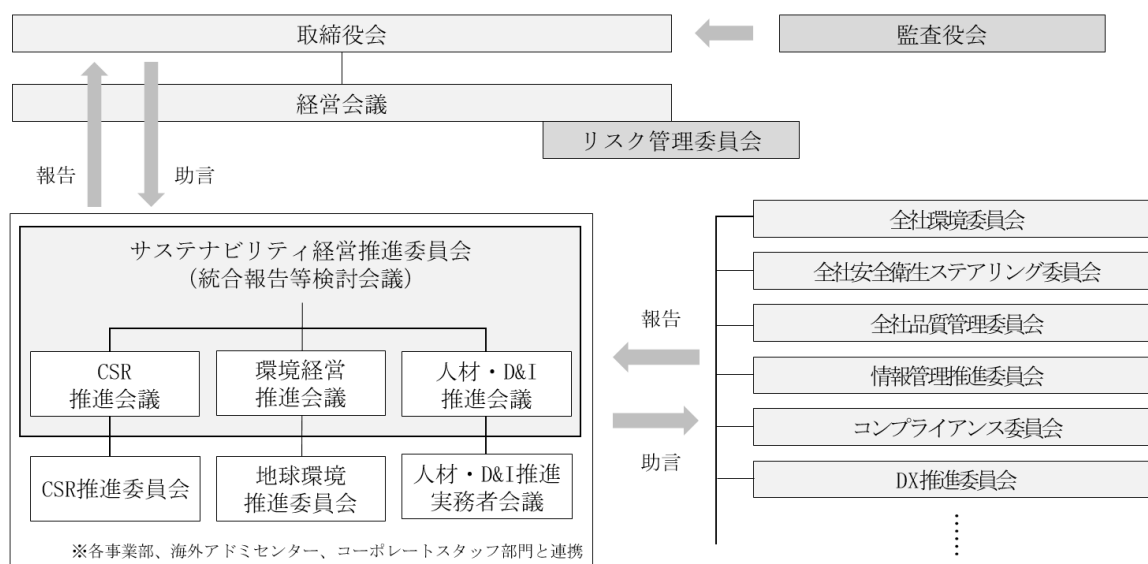 取締役会
監査役会
経営会議
リスク管理委員会
報告
助言
サステナビリティ経営推進委員会
(統合報告等検討会議)
CSR
推進会議
環境経営
推進会議
人材・D&I
推進会議
CSR推進委員会
地球環境
推進委員会
人材・D&I推進
実務者会議
※各事業部、海外アドミセンター、コーポレートスタッフ部門と連携
報告
助言
全社環境委員会
全社安全衛生ステアリング委員会
全社品質管理委員会
情報管理推進委員会
コンプライアンス委員会
DX推進委員会